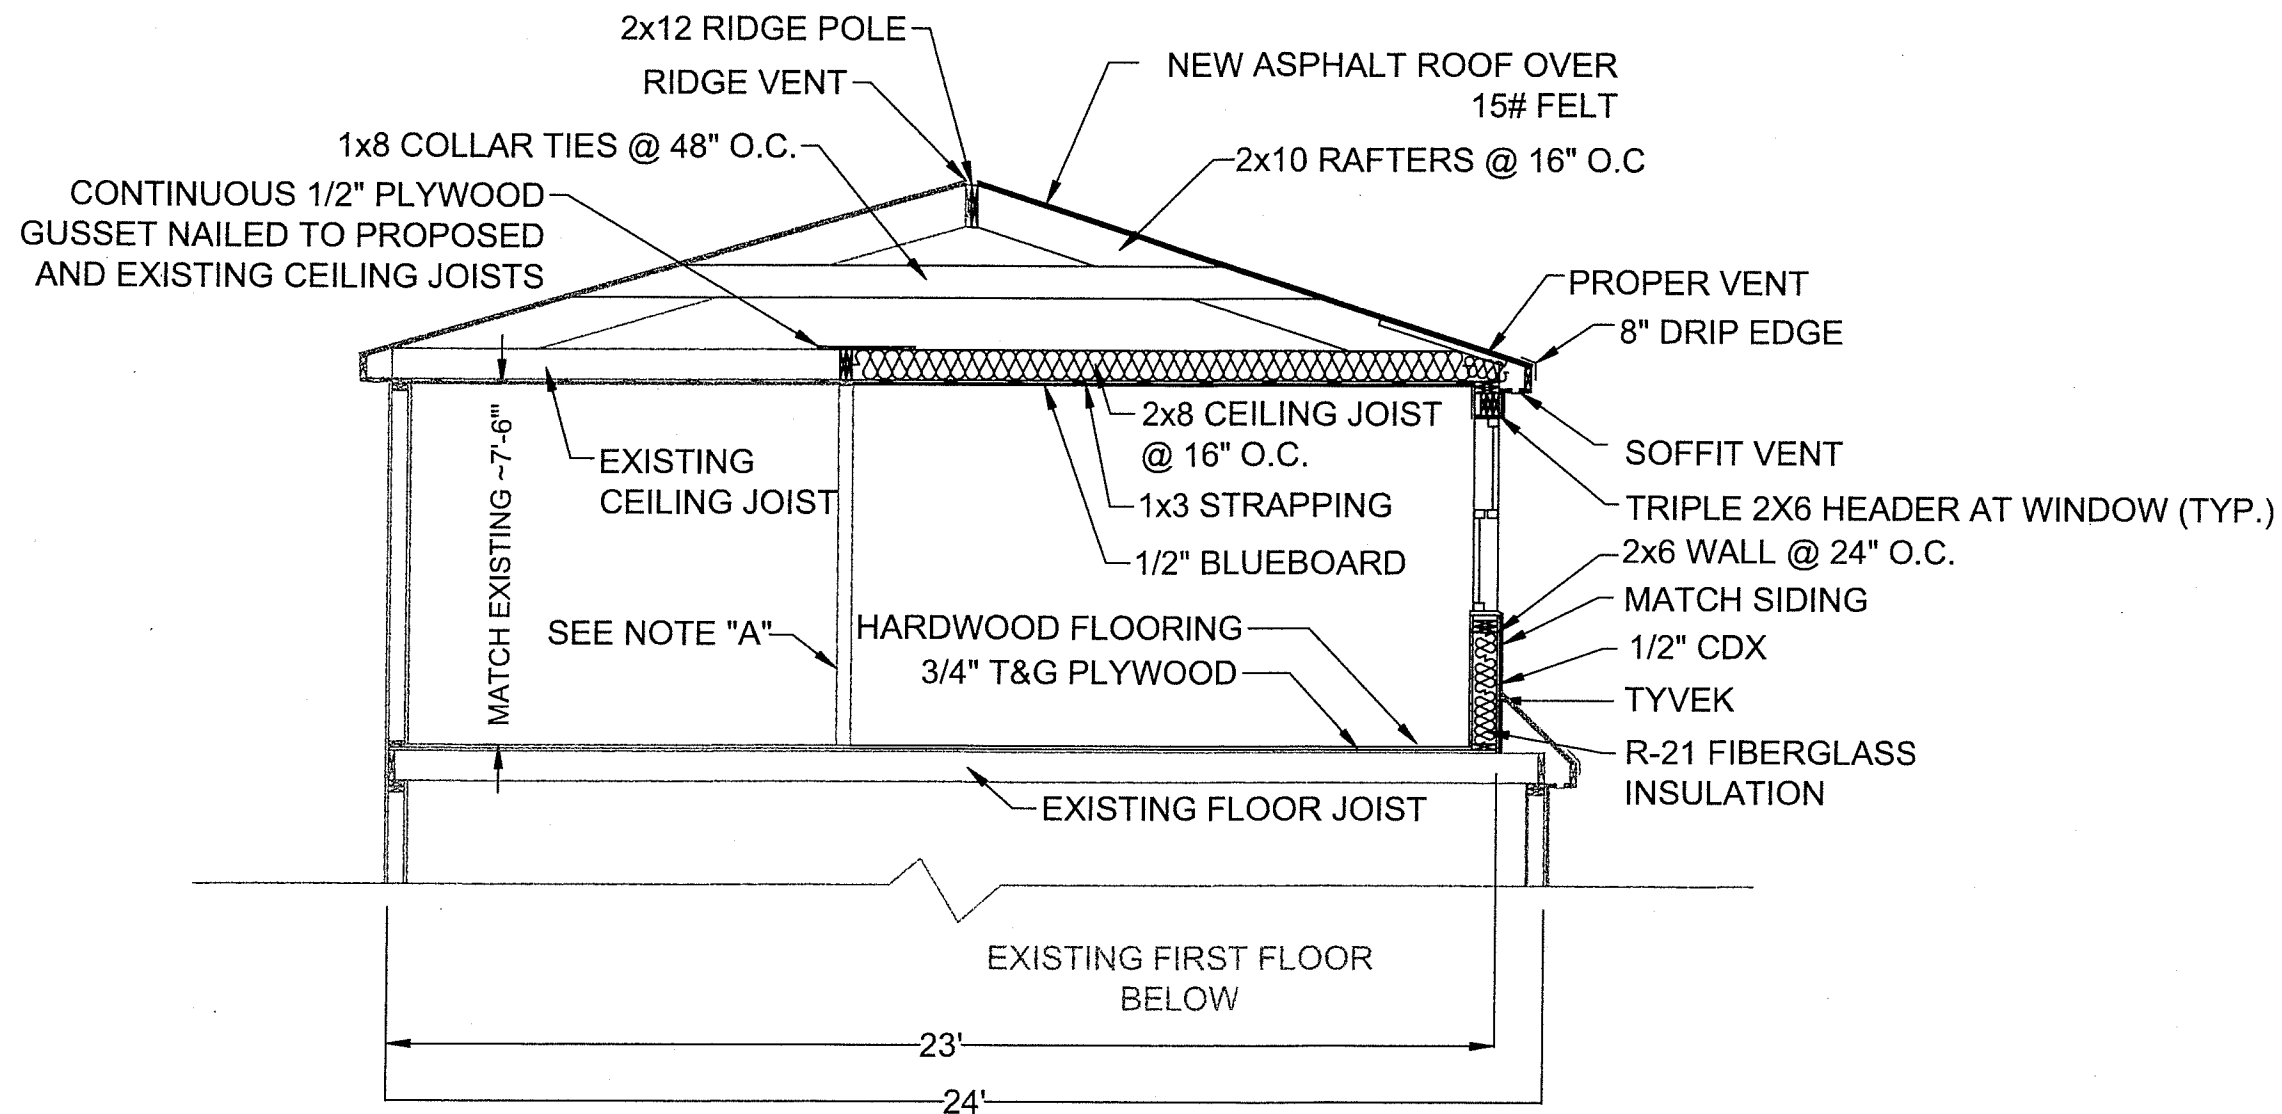 2x12 RIDGE POLE
RIDGE VENT
1x8 COLLAR TIES @ 48" O.C.
CONTINUOUS 1/2" PLYWOOD
GUSSET NAILED TO PROPOSED
AND EXISTING CEILING JOISTS
NEW ASPHALT ROOF OVER
15# FELT
2x10 RAFTERS @ 16" O.C
PROPER VENT
8" DRIP EDGE
SOFFIT VENT
TRIPLE 2X6 HEADER AT WINDOW (TYP.)
2x6 WALL @ 24" O.C.
MATCH SIDING
1/2" CDX
TYVEK
R-21 FIBERGLASS
INSULATION
MATCH EXISTING ~7'-6"'
EXISTING
CEILING JOIST
2x8 CEILING JOIST
@ 16" O.C.
1x3 STRAPPING
1/2" BLUEBOARD
SEE NOTE "A"
HARDWOOD FLOORING
3/4" T&G PLYWOOD
EXISTING FLOOR JOIST
EXISTING FIRST FLOOR
BELOW
23'
24'